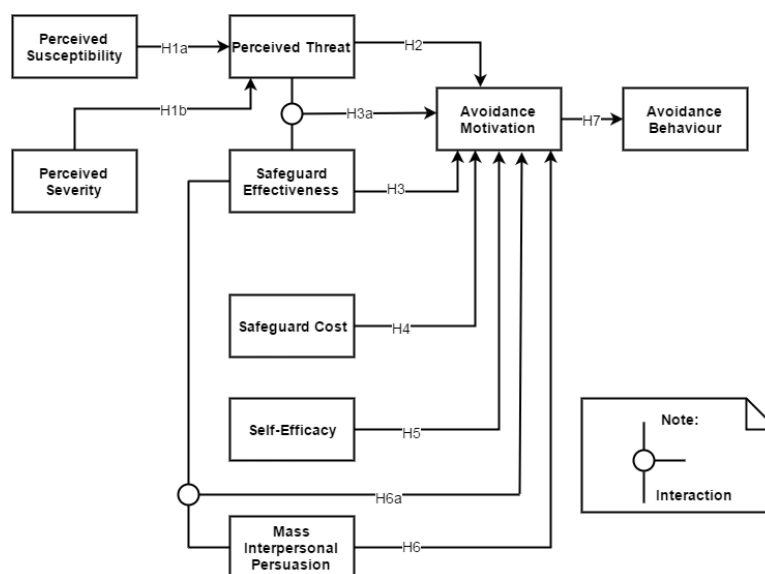 Perceived
Susceptibility
H1a
Perceived Threat
H2
H1b
H3a
Avoidance
Motivation
H7
Avoidance
Behaviour
Perceived
Severity
Safeguard
Effectiveness
H3
Safeguard Cost
H4
Self-Efficacy
H5
H6a
Mass
Interpersonal
Persuasion
H6
Note:
Interaction